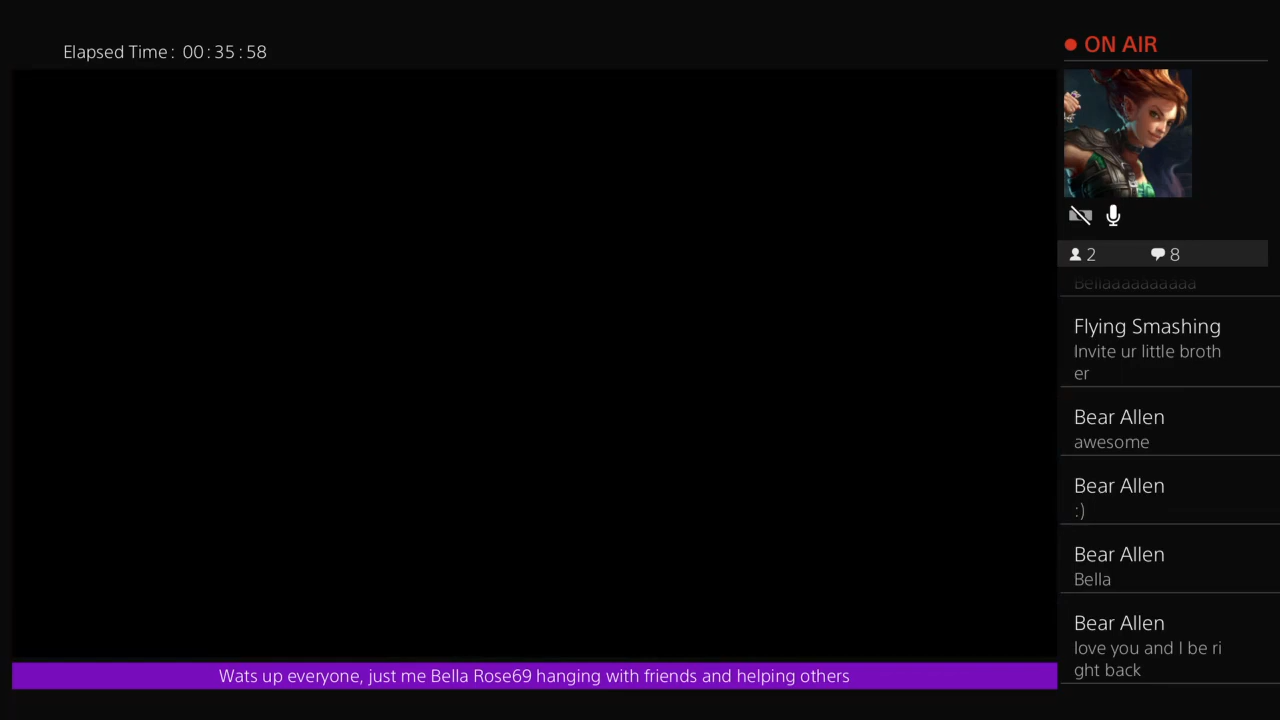 Elapsed Time: 00:35:58
ON AIR
2 8
Bellaaaaaaaaaa
Flying Smashing
Invite ur little broth
er
Bear Allen
awesome
Bear Allen
:)
Bear Allen
Bella
Bear Allen
love you and I be ri
ght back
Wats up everyone, just me Bella Rose69 hanging with friends and helping others